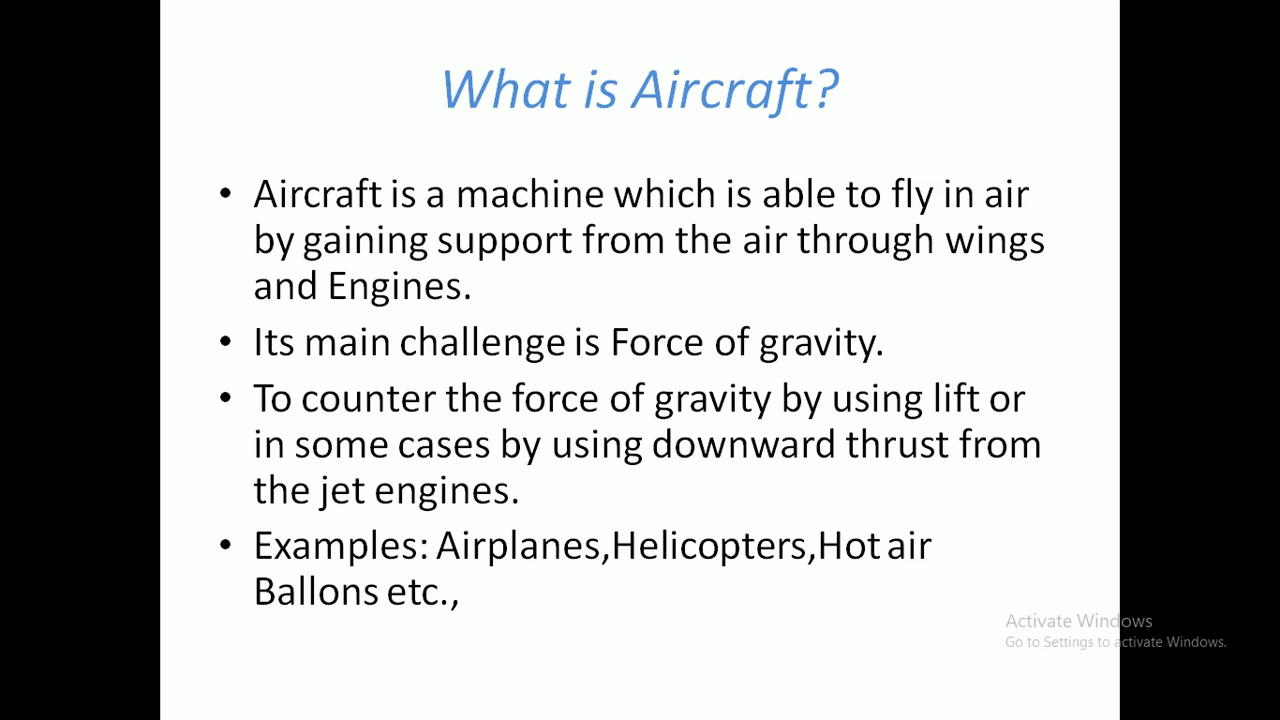 What is Aircraft?
• Aircraft is a machine which is able to fly in air
by gaining support from the air through wings
and Engines.
• Its main challenge is Force of gravity.
• To counter the force of gravity by using lift or
in some cases by using downward thrust from
the jet engines.
• Examples: Airplanes,Helicopters,Hot air
Ballons etc.,
Activate Windows
Go to Settings to activate Windows.